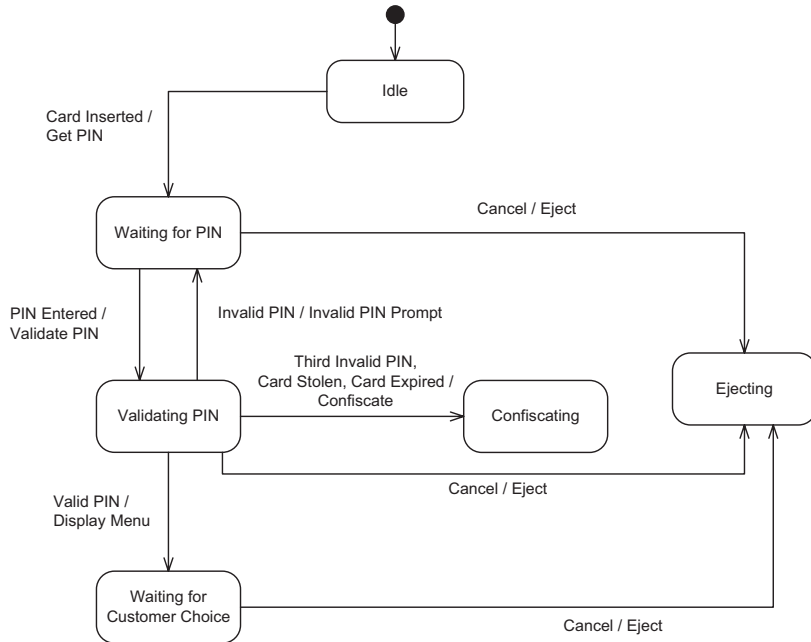 Idle
Card Inserted /
Get PIN
Waiting for PIN
Cancel / Eject
PIN Entered /
Validate PIN
Invalid PIN / Invalid PIN Prompt
Third Invalid PIN,
Card Stolen, Card Expired /
Confiscate
Validating PIN
Confiscating
Ejecting
Cancel / Eject
Valid PIN /
Display Menu
Waiting for
Customer Choice
Cancel / Eject